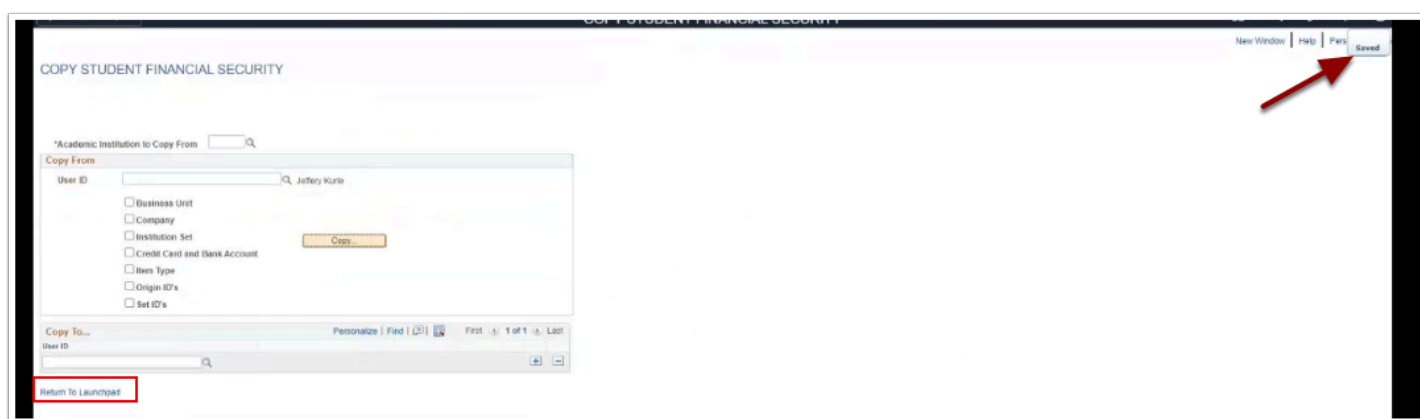 COPY STUDENT FINANCIAL SECURITY
New Window | Help | Pers
Saved
COPY STUDENT FINANCIAL SECURITY
*Academic Institution to Copy From
Copy From
User ID Jeffery Kurle
Business Unit
Company
Institution Set
Copy...
Credit Card and Bank Account
Item Type
Origin ID's
Set ID's
Copy To... Personalize | Find | First 1 of 1 Last
User ID
Return To Launchpad